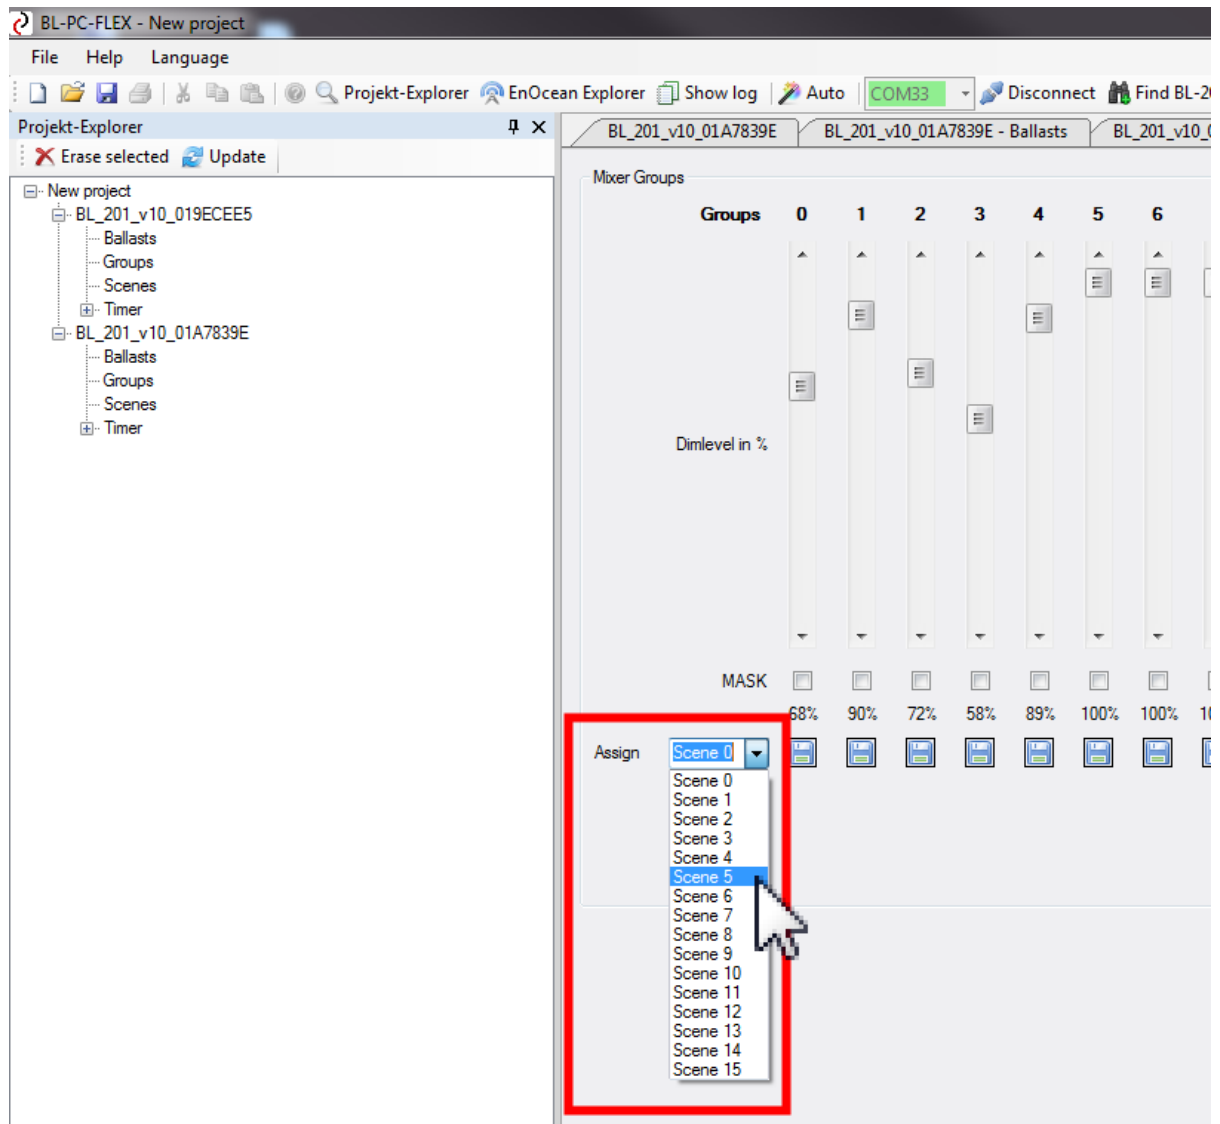 BL-PC-FLEX - New project
File Help Language
Projekt-Explorer EnOcean Explorer Show log Auto COM33 Disconnect Find BL-20
Projekt-Explorer
BL_201_v10_01A7839E BL_201_v10_01A7839E - Ballasts BL_201_v10_0
Erase selected Update
Mixer Groups
New project
BL_201_v10_019ECEE5
Ballasts
Groups
Scenes
Timer
BL_201_v10_01A7839E
Ballasts
Groups
Scenes
Timer
Groups 0 1 2 3 4 5 6
Dimlevel in %
MASK
68% 90% 72% 58% 89% 100% 100% 10
Assign Scene 0
Scene 0
Scene 1
Scene 2
Scene 3
Scene 4
Scene 5
Scene 6
Scene 7
Scene 8
Scene 9
Scene 10
Scene 11
Scene 12
Scene 13
Scene 14
Scene 15